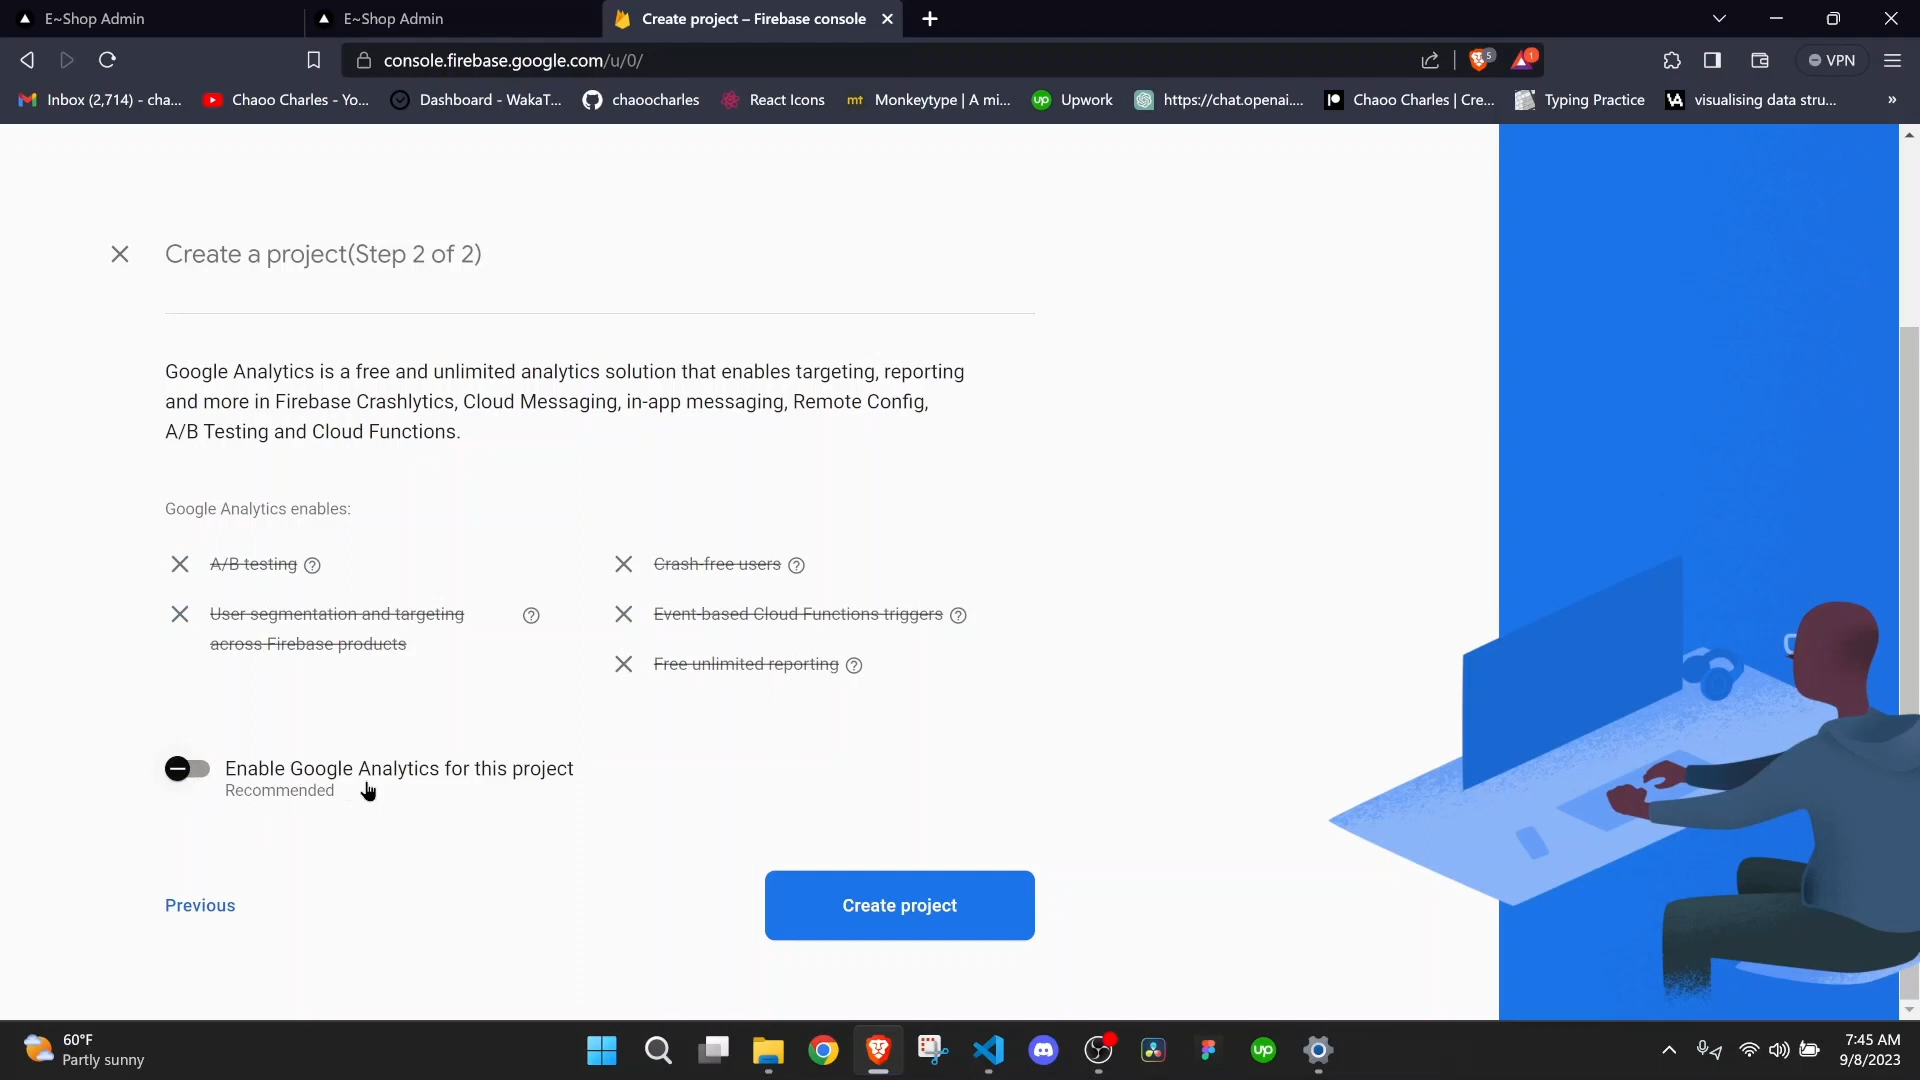 E~Shop Admin
E~Shop Admin
Create project – Firebase console
console.firebase.google.com/u/0/
5
1
VPN
Inbox (2,714) - cha...
Chaoo Charles - Yo...
Dashboard - WakaT...
chaoocharles
React Icons
mt Monkeytype | A mi...
up Upwork
https://chat.openai....
Chaoo Charles | Cre...
Typing Practice
VA visualising data stru...
»
Create a project(Step 2 of 2)
Google Analytics is a free and unlimited analytics solution that enables targeting, reporting
and more in Firebase Crashlytics, Cloud Messaging, in-app messaging, Remote Config,
A/B Testing and Cloud Functions.
Google Analytics enables:
A/B testing
Crash-free users
User segmentation and targeting
across Firebase products
Event-based Cloud Functions triggers
Free unlimited reporting
Enable Google Analytics for this project
Recommended
Previous
Create project
60°F
Partly sunny
up
7:45 AM
9/8/2023